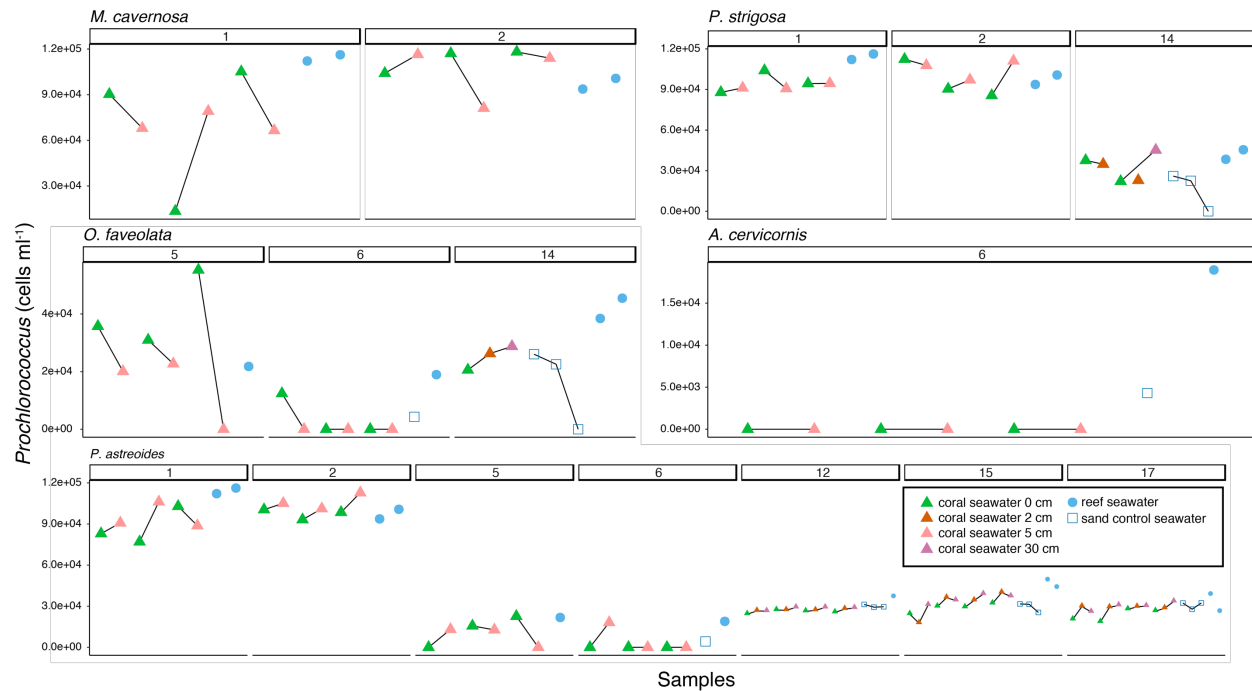 M. cavernosa
1 2
1.2e+05
9.0e+04
6.0e+04
3.0e+04
P. strigosa
1 2 14
1.2e+05
9.0e+04
6.0e+04
3.0e+04
0.0e+00
O. faveolata
5 6 14
4e+04
2e+04
0e+00
A. cervicornis
6
1.5e+04
1.0e+04
5.0e+03
0.0e+00
P. astreoides
1 2 5 6 12 15 17
1.2e+05
9.0e+04
6.0e+04
3.0e+04
0.0e+00
coral seawater 0 cm
coral seawater 2 cm
coral seawater 5 cm
coral seawater 30 cm
reef seawater
sand control seawater
Prochlorococcus (cells ml⁻¹)
Samples